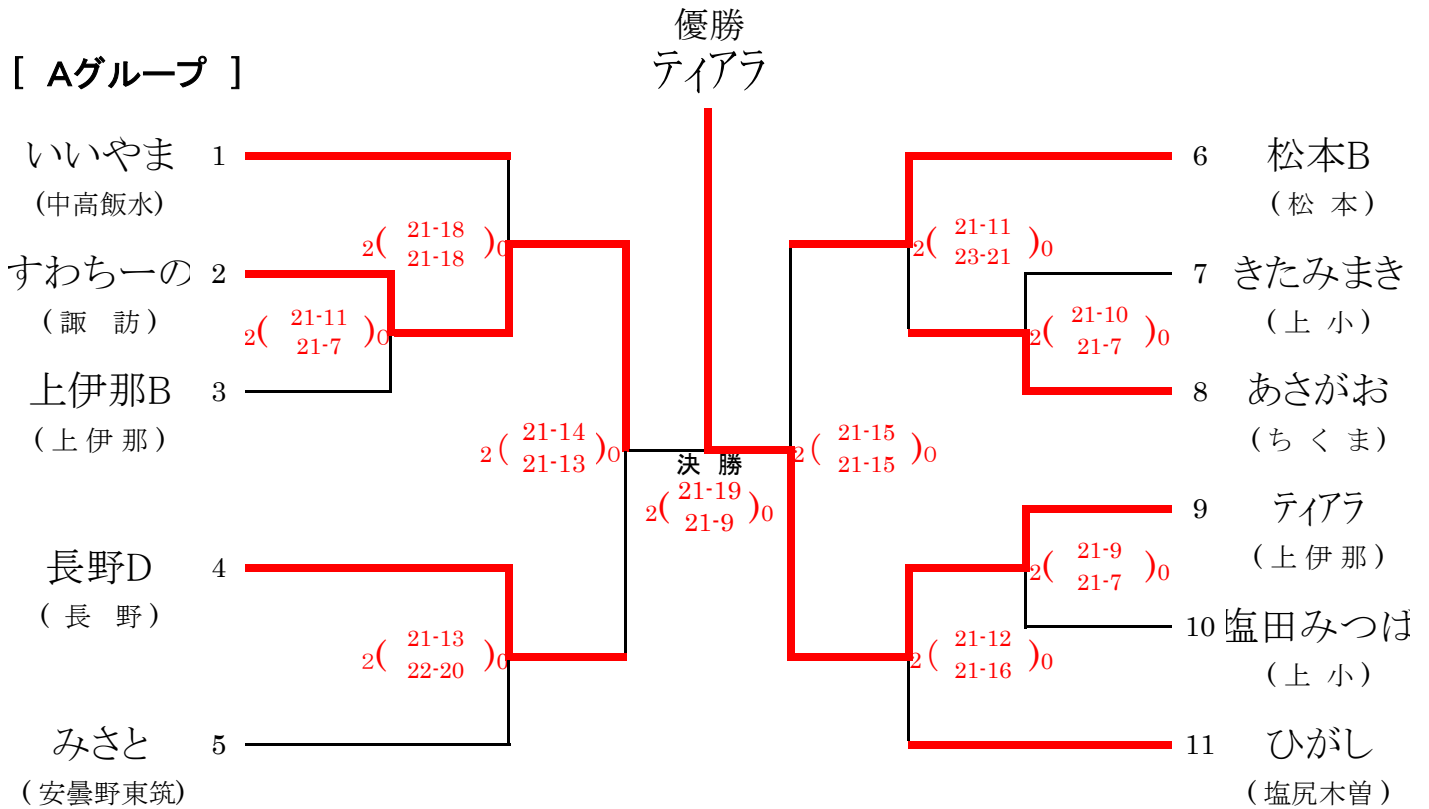 優勝
ティアラ
[ Aグループ ]
いいやま 1
(中高飯水)
2( 21-18 21-18 )0
すわちーの 2
(諏 訪)
2( 21-11 21-7 )0
上伊那B 3
(上伊那)
2( 21-14 21-13 )0
長野D 4
(長 野)
2( 21-13 22-20 )0
みさと 5
(安曇野東筑)
決 勝
2( 21-19 21-9 )0
6 松本B
(松 本)
2( 21-11 23-21 )0
7 きたみまき
(上 小)
2( 21-10 21-7 )0
8 あさがお
(ちくま)
2( 21-15 21-15 )0
9 ティアラ
(上伊那)
2( 21-9 21-7 )0
10 塩田みつば
(上 小)
2( 21-12 21-16 )0
11 ひがし
(塩尻木曽)